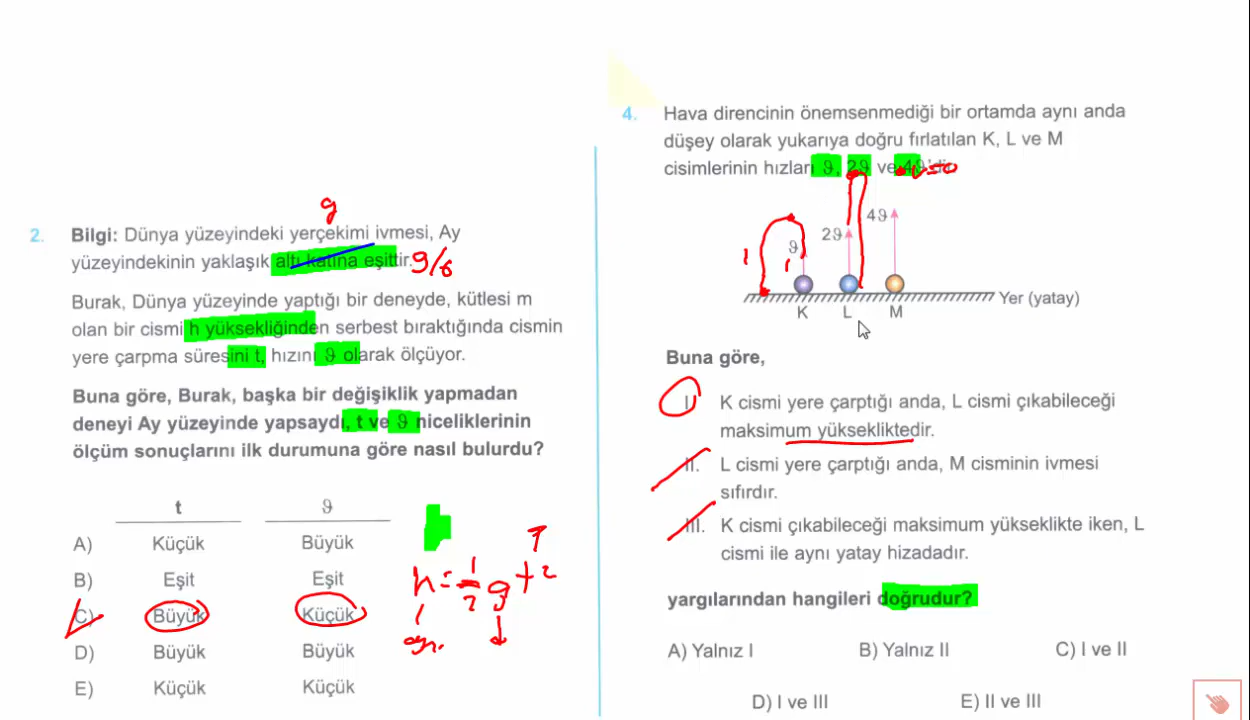 2.
g
Bilgi: Dünya yüzeyindeki yerçekimi ivmesi, Ay
yüzeyindekinin yaklaşık altı katına eşittir. g/6
Burak, Dünya yüzeyinde yaptığı bir deneyde, kütlesi m
olan bir cismi h yüksekliğinden serbest bıraktığında cismin
yere çarpma süresini t, hızını ϑ olarak ölçüyor.
Buna göre, Burak, başka bir değişiklik yapmadan
deneyi Ay yüzeyinde yapsaydı, t ve ϑ niceliklerinin
ölçüm sonuçlarını ilk durumuna göre nasıl bulurdu?
t ϑ
A) Küçük Büyük
B) Eşit Eşit
C) Büyük Küçük
D) Büyük Büyük
E) Küçük Küçük
h = 1/2 g t2
4.
Hava direncinin önemsenmediği bir ortamda aynı anda
düşey olarak yukarıya doğru fırlatılan K, L ve M
cisimlerinin hızları ϑ, 2ϑ ve 4ϑ'dir.
v=0
4ϑ
2ϑ
ϑ
1 1
Yer (yatay)
K L M
Buna göre,
I. K cismi yere çarptığı anda, L cismi çıkabileceği
maksimum yüksekliktedir.
II. L cismi yere çarptığı anda, M cisminin ivmesi
sıfırdır.
III. K cismi çıkabileceği maksimum yükseklikte iken, L
cismi ile aynı yatay hizadadır.
yargılarından hangileri doğrudur?
A) Yalnız I B) Yalnız II C) I ve II
D) I ve III E) II ve III